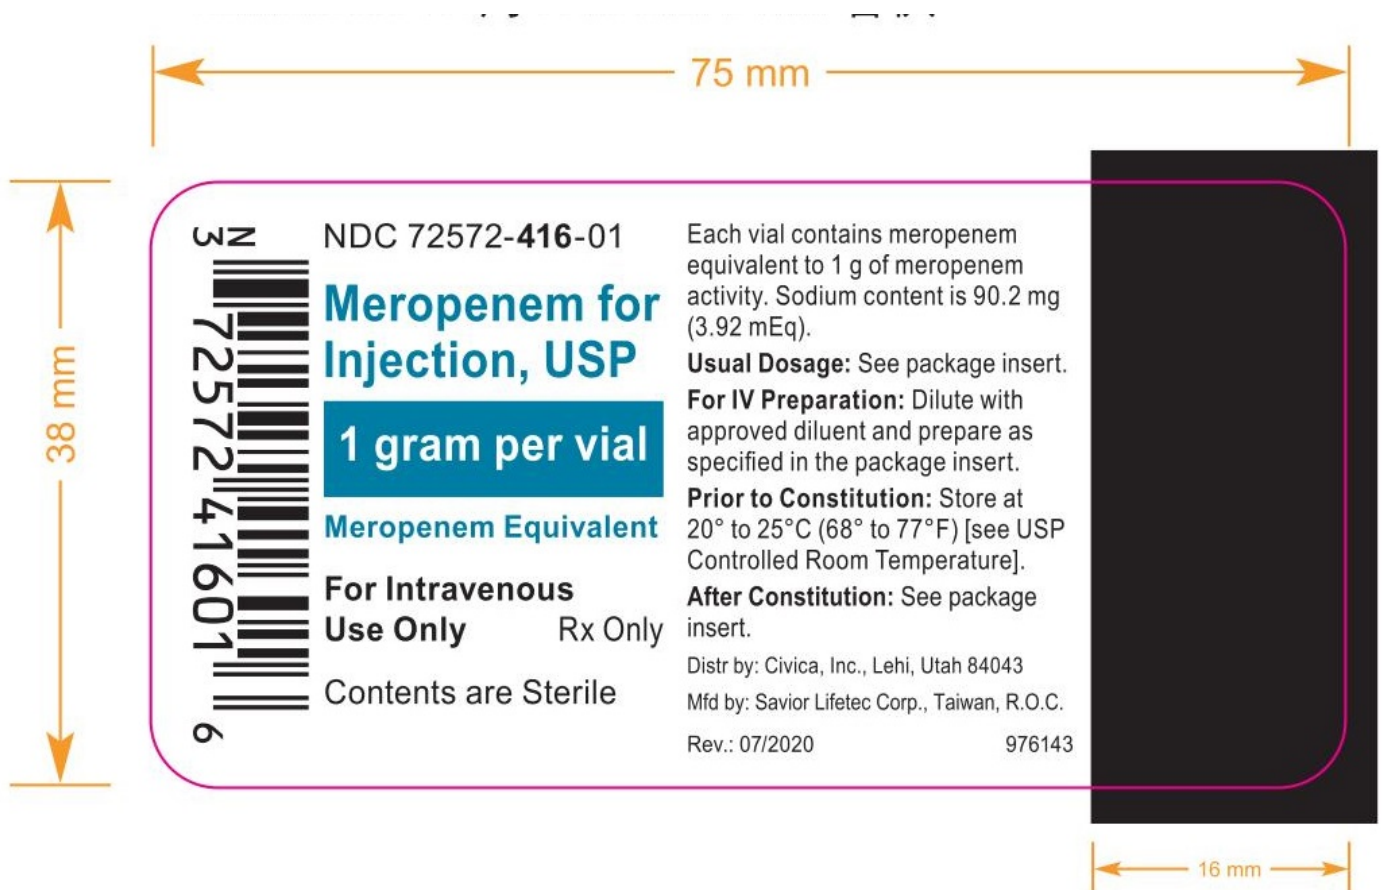 75 mm
38 mm
N
3
72572 41601
6
NDC 72572-416-01
Meropenem for
Injection, USP
1 gram per vial
Meropenem Equivalent
For Intravenous
Use Only Rx Only
Contents are Sterile
Each vial contains meropenem
equivalent to 1 g of meropenem
activity. Sodium content is 90.2 mg
(3.92 mEq).
Usual Dosage: See package insert.
For IV Preparation: Dilute with
approved diluent and prepare as
specified in the package insert.
Prior to Constitution: Store at
20° to 25°C (68° to 77°F) [see USP
Controlled Room Temperature].
After Constitution: See package
insert.
Distr by: Civica, Inc., Lehi, Utah 84043
Mfd by: Savior Lifetec Corp., Taiwan, R.O.C.
Rev.: 07/2020 976143
16 mm